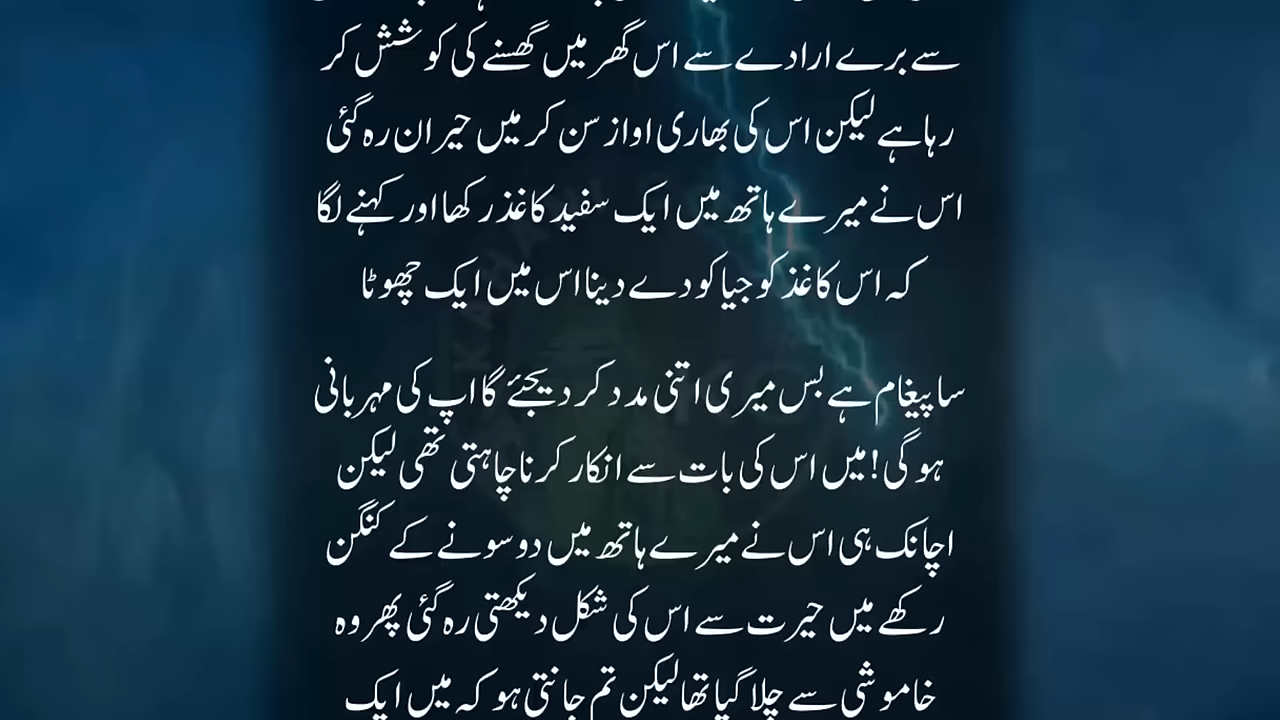 سے برے ارادے سے اس گھر میں گھسنے کی کوشش کر
رہا ہے لیکن اس کی بھاری اواز سن کر میں حیران رہ گئی
اس نے میرے ہاتھ میں ایک سفید کاغذ رکھا اور کہنے لگا
کہ اس کاغذ کو جیا کو دے دینا اس میں ایک چھوٹا
سا پیغام ہے بس میری اتنی مدد کر دیجئے گا اپ کی مہربانی
ہو گی! میں اس کی بات سے انکار کرنا چاہتی تھی لیکن
اچانک ہی اس نے میرے ہاتھ میں دو سونے کے کنگن
رکھے میں حیرت سے اس کی شکل دیکھتی رہ گئی پھر وہ
خاموشی سے چلا گیا تھا لیکن تم جانتی ہو کہ میں ایک